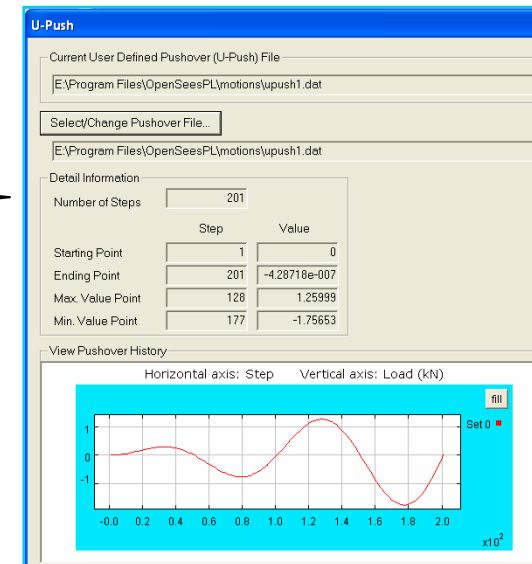 U-Push
Current User Defined Pushover (U-Push) File
E:\Program Files\OpenSeesPL\motions\upush1.dat
Select/Change Pushover File...
E:\Program Files\OpenSeesPL\motions\upush1.dat
Detail Information
Number of Steps 201
Step Value
Starting Point 1 0
Ending Point 201 -4.28718e-007
Max. Value Point 128 1.25999
Min. Value Point 177 -1.75653
View Pushover History
Horizontal axis: Step Vertical axis: Load (kN)
fill
Set 0
1
0
-1
-0.0 0.2 0.4 0.6 0.8 1.0 1.2 1.4 1.6 1.8 2.0
x10²